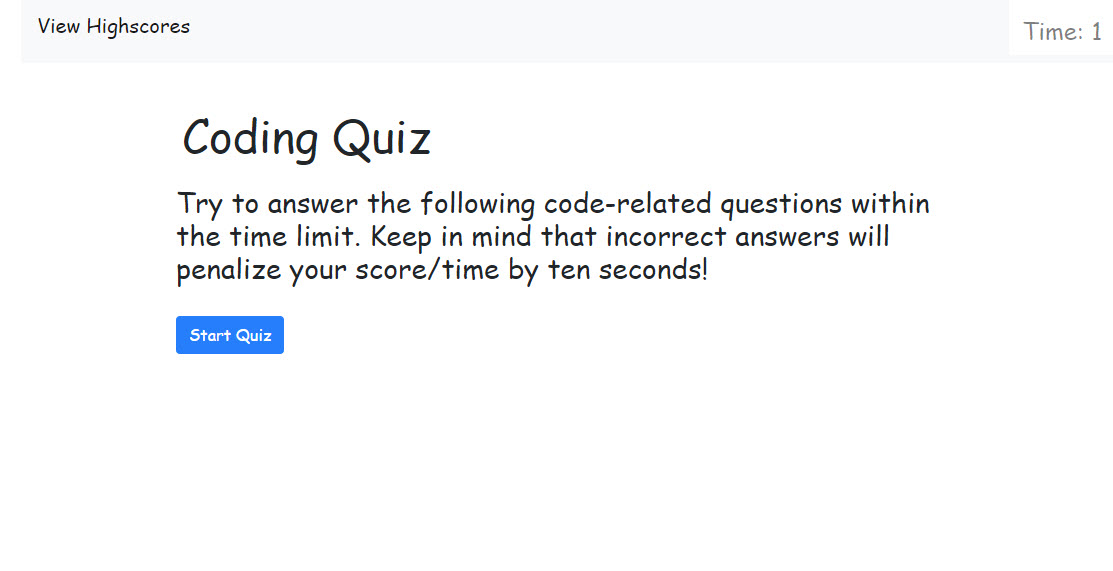 View Highscores
Time: 1
Coding Quiz
Try to answer the following code-related questions within
the time limit. Keep in mind that incorrect answers will
penalize your score/time by ten seconds!
Start Quiz